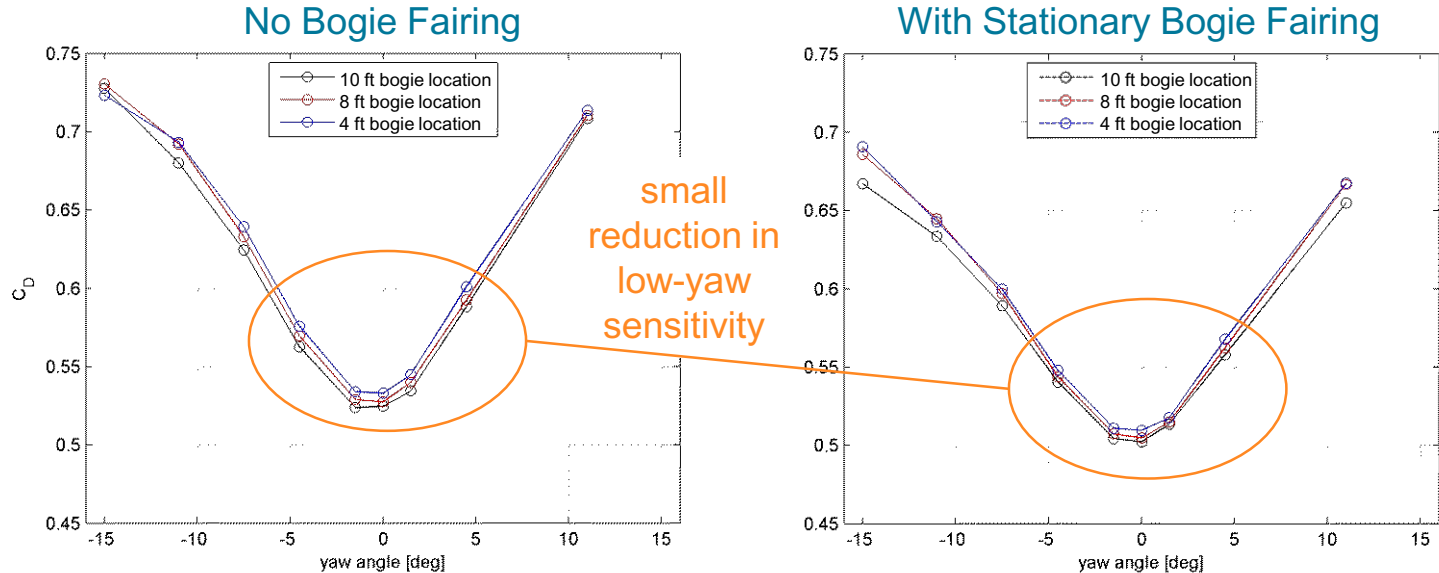 No Bogie Fairing
0.75
0.7
0.65
0.6
0.55
0.5
0.45
C_D
-15
-10
-5
0
5
10
15
yaw angle [deg]
10 ft bogie location
8 ft bogie location
4 ft bogie location
small
reduction in
low-yaw
sensitivity
With Stationary Bogie Fairing
0.75
0.7
0.65
0.6
0.55
0.5
0.45
-15
-10
-5
0
5
10
15
yaw angle [deg]
10 ft bogie location
8 ft bogie location
4 ft bogie location